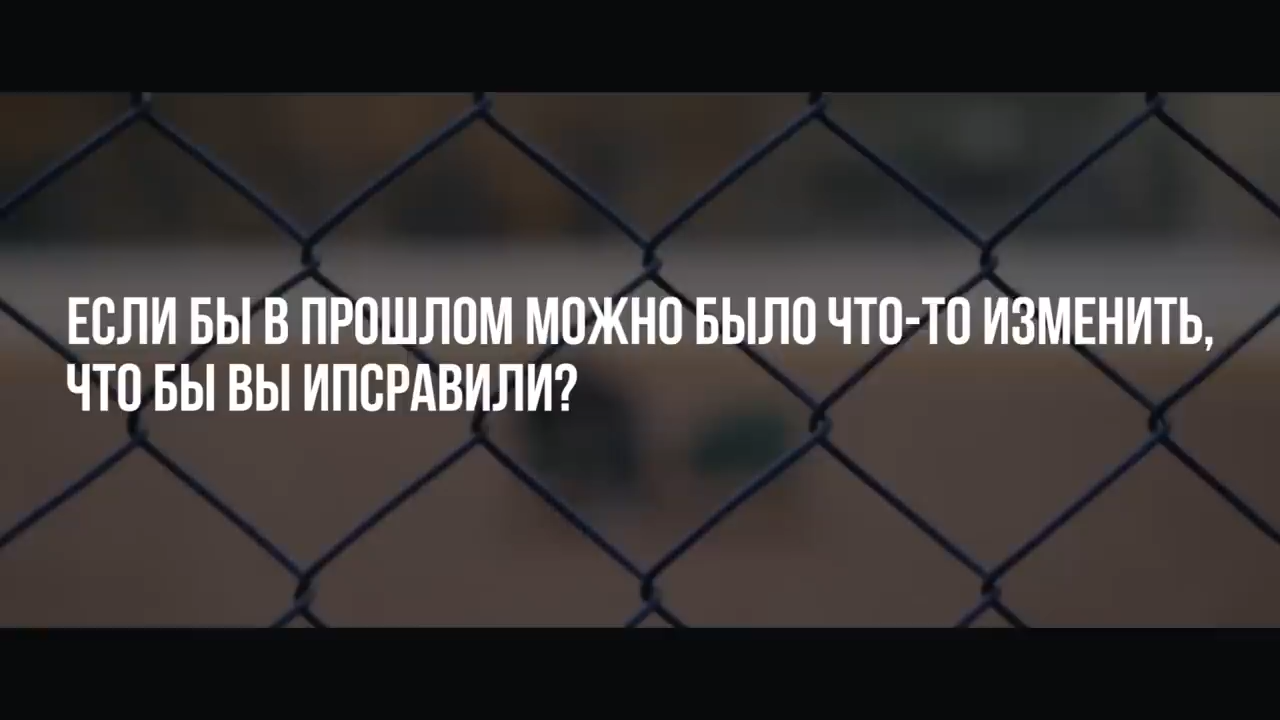 ЕСЛИ БЫ В ПРОШЛОМ МОЖНО БЫЛО ЧТО-ТО ИЗМЕНИТЬ,
ЧТО БЫ ВЫ ИПСРАВИЛИ?